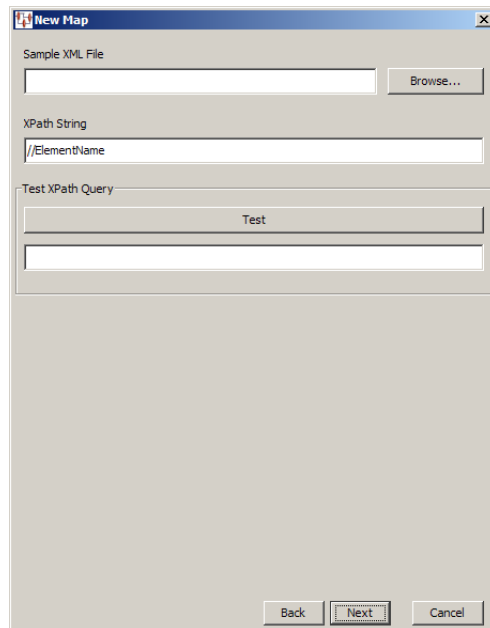 New Map
Sample XML File
Browse...
XPath String
//ElementName
Test XPath Query
Test
Back Next Cancel